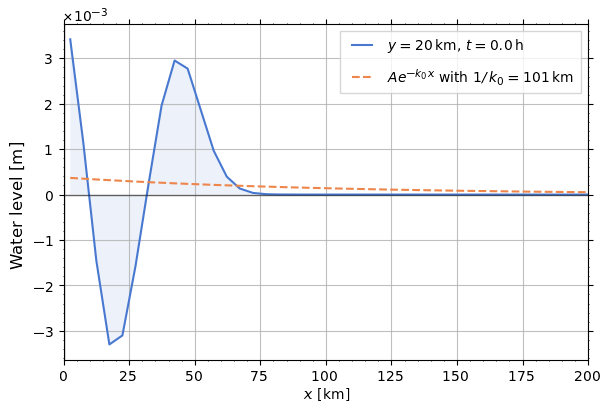 ×10⁻³
y = 20 km, t = 0.0 h
Ae^{-k₀x} with 1/k₀ = 101 km
3
2
1
0
−1
−2
−3
Water level [m]
0 25 50 75 100 125 150 175 200
x [km]